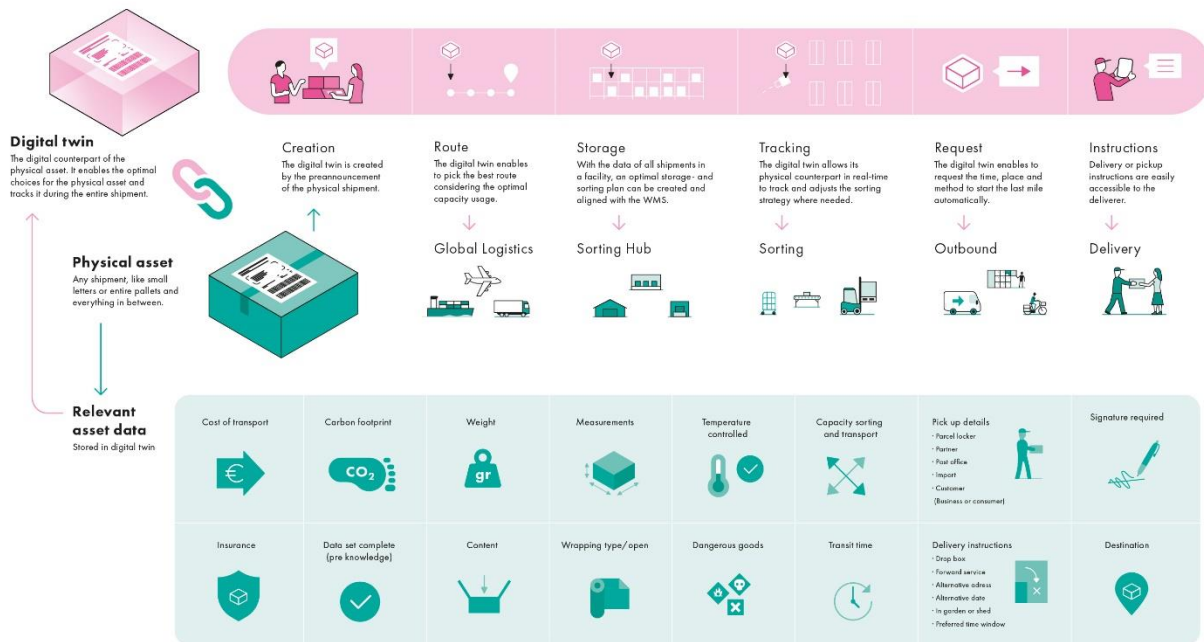 Digital twin
The digital counterpart of the
physical asset. It enables the optimal
choices for the physical asset and
tracks it during the entire shipment.
Physical asset
Any shipment, like small
letters or entire pallets and
everything in between.
Relevant
asset data
Stored in digital twin
Creation
The digital twin is created
by the preannouncement
of the physical shipment.
Route
The digital twin enables
to pick the best route
considering the optimal
capacity usage.
Global Logistics
Storage
With the data of all shipments in
a facility, an optimal storage- and
sorting plan can be created and
aligned with the WMS.
Sorting Hub
Tracking
The digital twin allows its
physical counterpart in real-time
to track and adjusts the sorting
strategy where needed.
Sorting
Request
The digital twin enables to
request the time, place and
method to start the last mile
automatically.
Outbound
Instructions
Delivery or pickup
instructions are easily
accessible to the
deliverer.
Delivery
Cost of transport
€
Carbon footprint
CO2
Weight
gr
Measurements
Temperature
controlled
Capacity sorting
and transport
Pick up details
· Parcel locker
· Partner
· Post office
· Import
· Customer
(Business or consumer)
Signature required
Insurance
Data set complete
(pre knowledge)
Content
Wrapping type/open
Dangerous goods
Transit time
Delivery instructions
· Drop box
· Forward service
· Alternative adress
· Alternative date
· In garden or shed
· Preferred time window
Destination